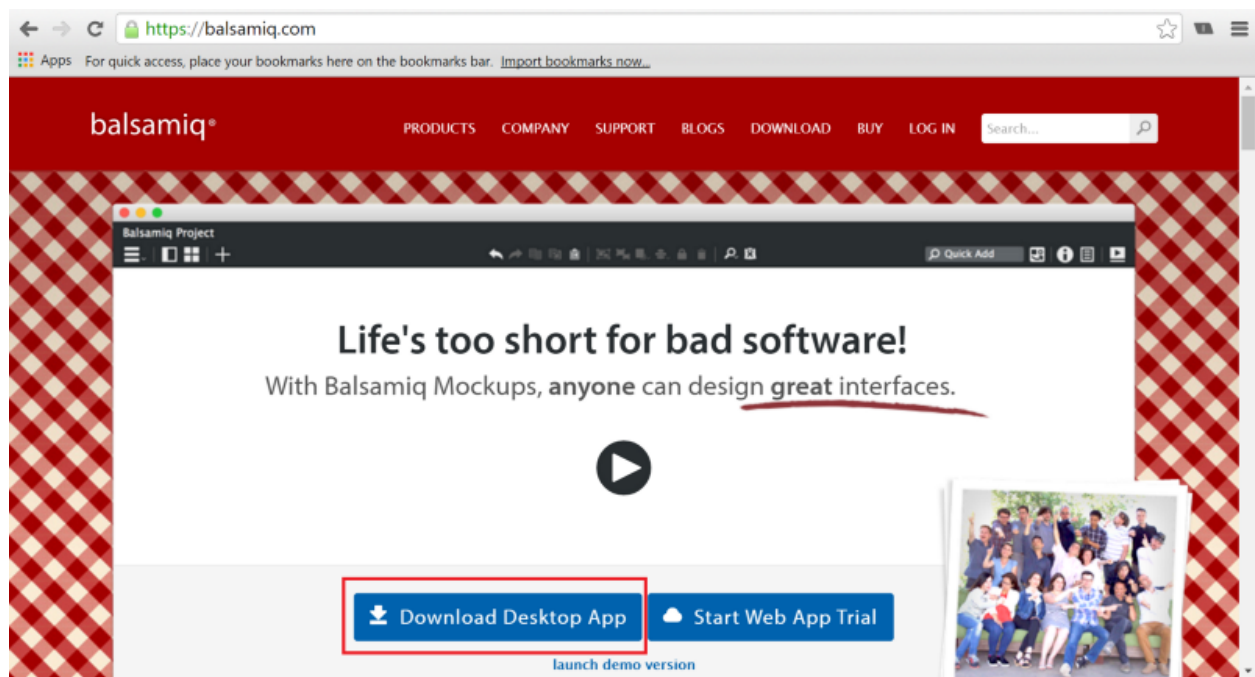 https://balsamiq.com
Apps For quick access, place your bookmarks here on the bookmarks bar. Import bookmarks now...
balsamiq®
PRODUCTS COMPANY SUPPORT BLOGS DOWNLOAD BUY LOG IN Search...
Balsamiq Project
Quick Add
Life's too short for bad software!
With Balsamiq Mockups, anyone can design great interfaces.
Download Desktop App Start Web App Trial
launch demo version